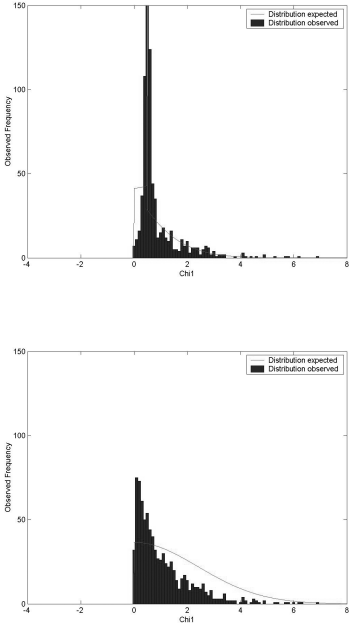 150
Distribution expected
Distribution observed
100
Observed Frequency
50
0
-4 -2 0 2 4 6 8
Chi1
150
Distribution expected
Distribution observed
100
Observed Frequency
50
0
-4 -2 0 2 4 6 8
Chi1